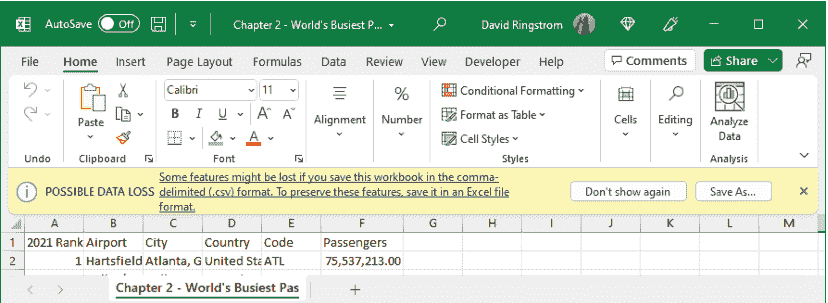 AutoSave Off Chapter 2 - World's Busiest P... David Ringstrom
File Home Insert Page Layout Formulas Data Review View Developer Help Comments Share
Paste
Calibri 11
B I U A A
A
Alignment
%
Number
Conditional Formatting
Format as Table
Cell Styles
Cells
Editing
Analyze
Data
Undo Clipboard Font Styles Analysis
POSSIBLE DATA LOSS Some features might be lost if you save this workbook in the comma-
delimited (.csv) format. To preserve these features, save it in an Excel file
format.
Don't show again Save As...
A B C D E F G H I J K L M
1 2021 Rank Airport City Country Code Passengers
2 1 Hartsfield Atlanta, G United Sta ATL 75,537,213.00
Chapter 2 - World's Busiest Pas